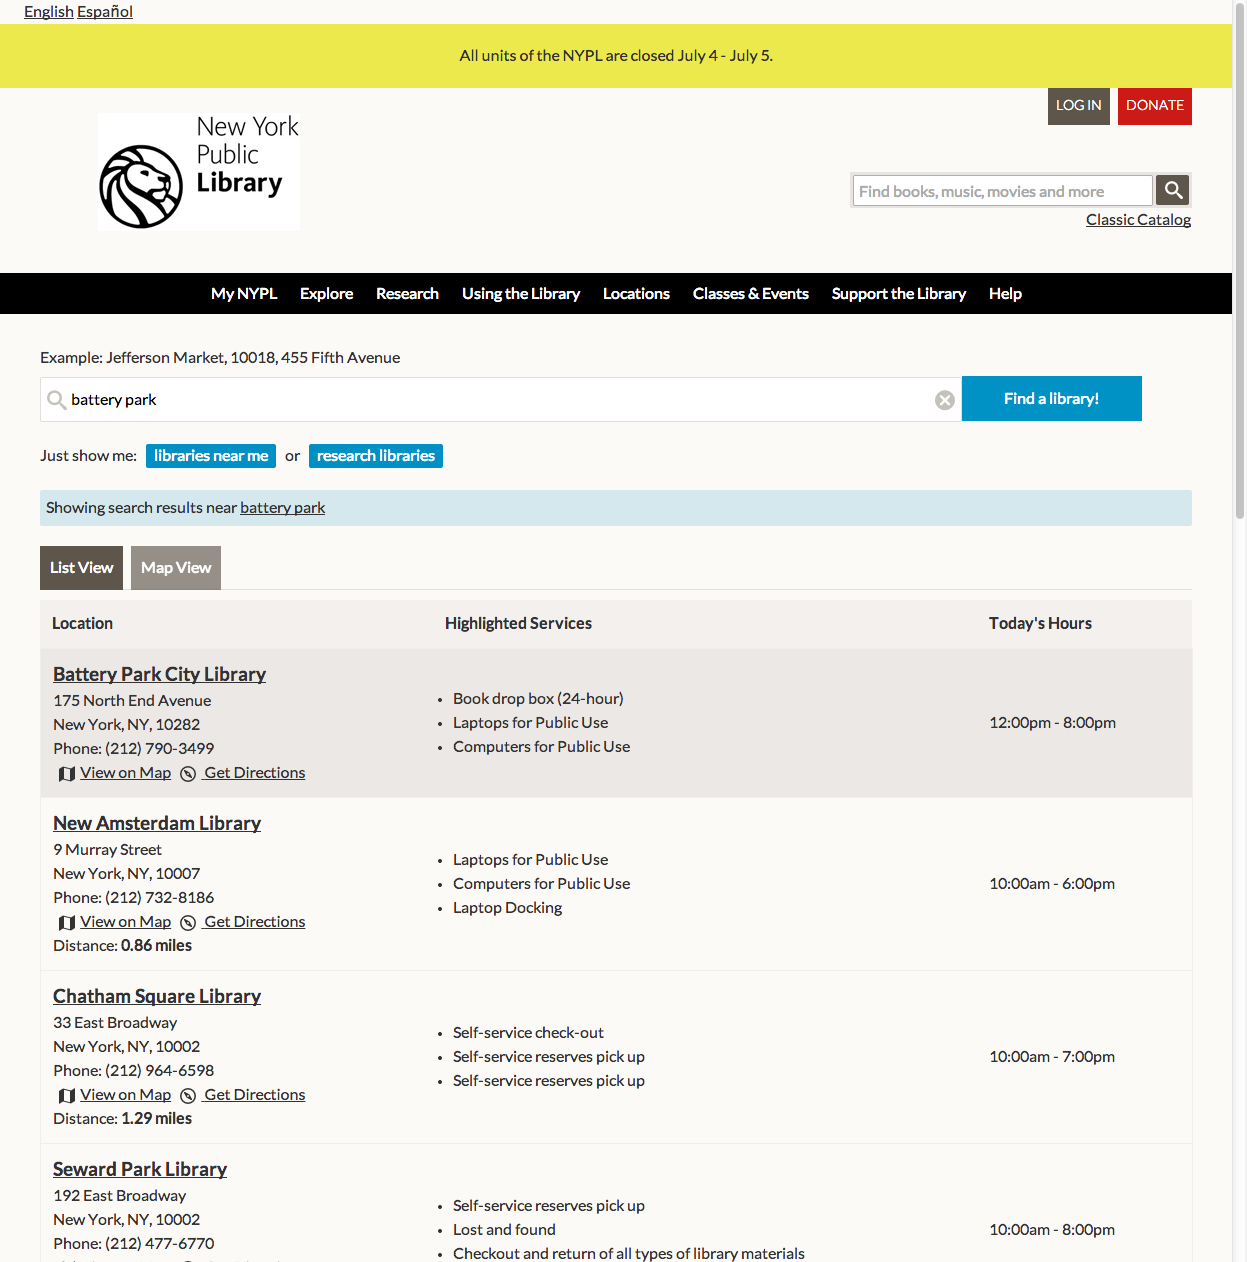 English Español
All units of the NYPL are closed July 4 - July 5.
LOG IN DONATE
New York
Public
Library
Find books, music, movies and more
Classic Catalog
My NYPL Explore Research Using the Library Locations Classes & Events Support the Library Help
Example: Jefferson Market, 10018, 455 Fifth Avenue
battery park Find a library!
Just show me: libraries near me or research libraries
Showing search results near battery park
List View Map View
Location Highlighted Services Today's Hours
Battery Park City Library
175 North End Avenue
New York, NY, 10282
Phone: (212) 790-3499
View on Map Get Directions
• Book drop box (24-hour)
• Laptops for Public Use
• Computers for Public Use
12:00pm - 8:00pm
New Amsterdam Library
9 Murray Street
New York, NY, 10007
Phone: (212) 732-8186
View on Map Get Directions
Distance: 0.86 miles
• Laptops for Public Use
• Computers for Public Use
• Laptop Docking
10:00am - 6:00pm
Chatham Square Library
33 East Broadway
New York, NY, 10002
Phone: (212) 964-6598
View on Map Get Directions
Distance: 1.29 miles
• Self-service check-out
• Self-service reserves pick up
• Self-service reserves pick up
10:00am - 7:00pm
Seward Park Library
192 East Broadway
New York, NY, 10002
Phone: (212) 477-6770
• Self-service reserves pick up
• Lost and found
• Checkout and return of all types of library materials
10:00am - 8:00pm